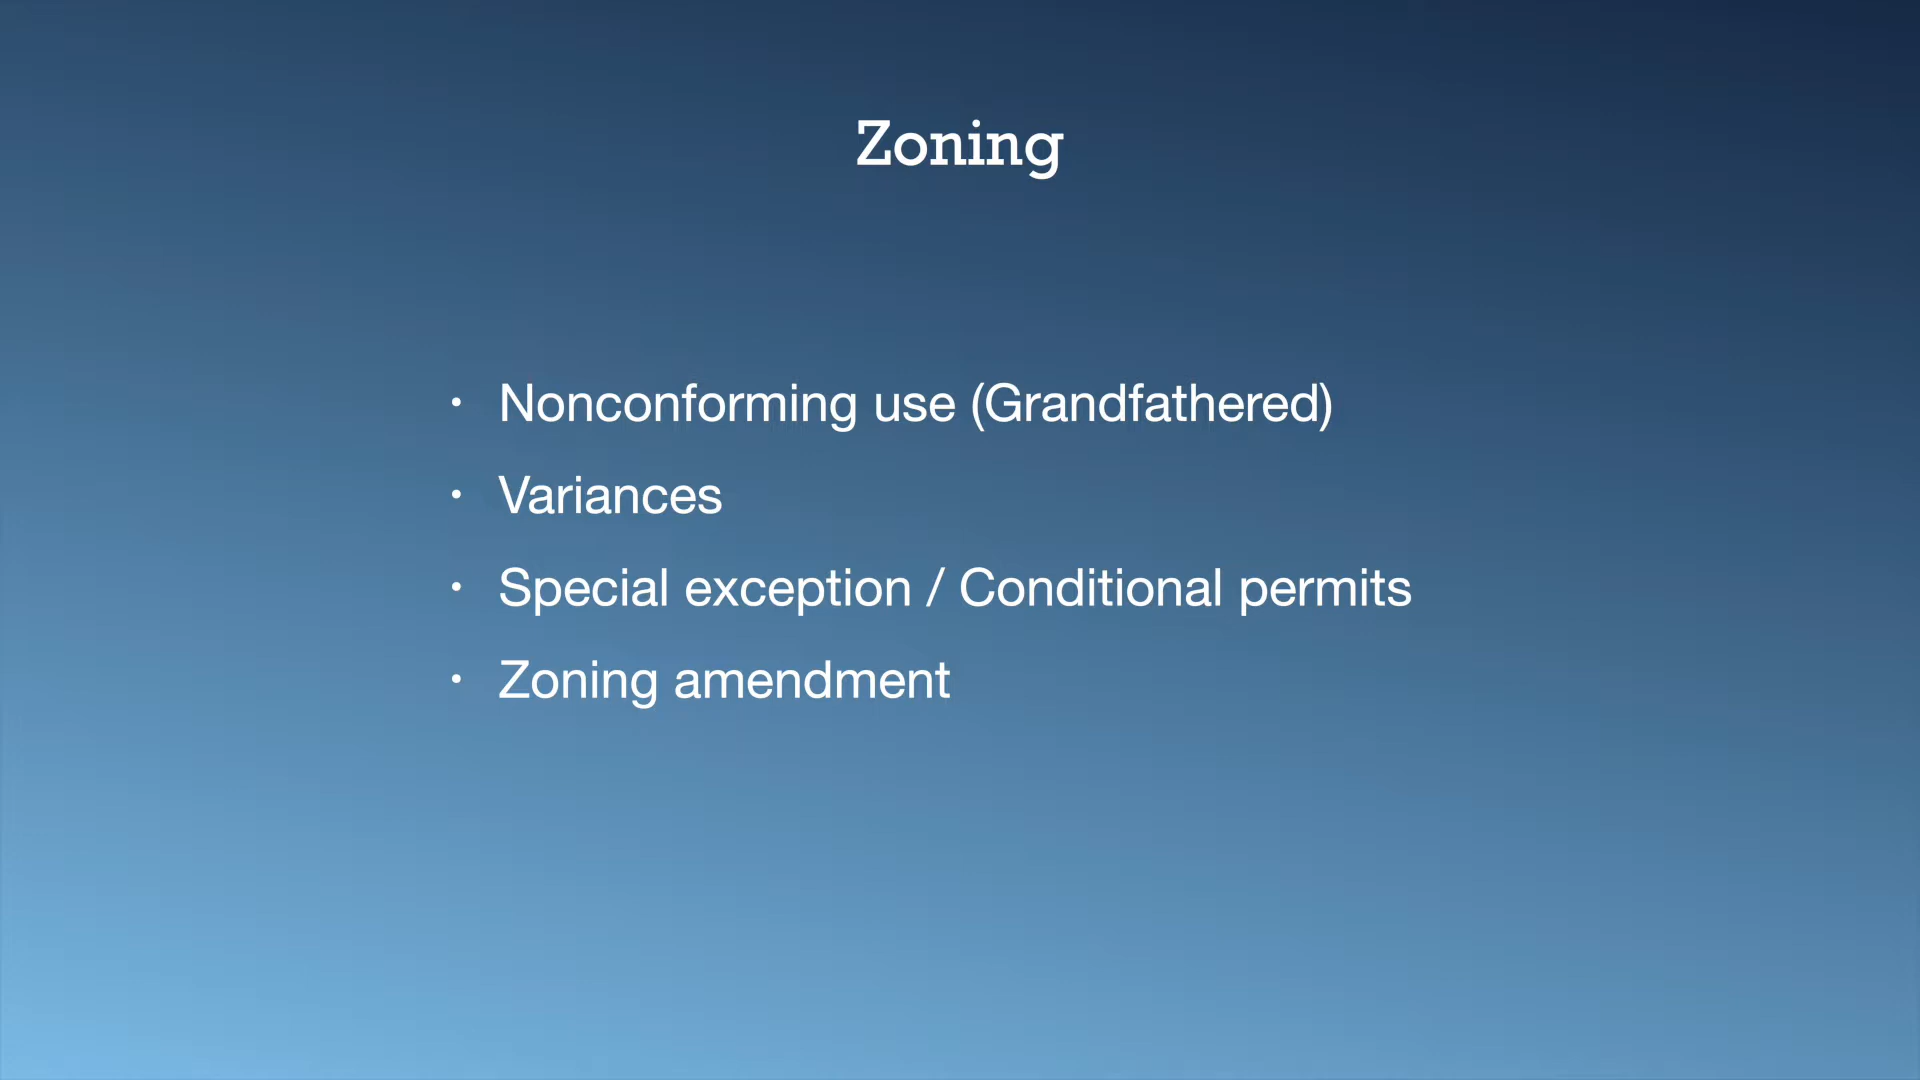 Zoning
• Nonconforming use (Grandfathered)
• Variances
• Special exception / Conditional permits
• Zoning amendment